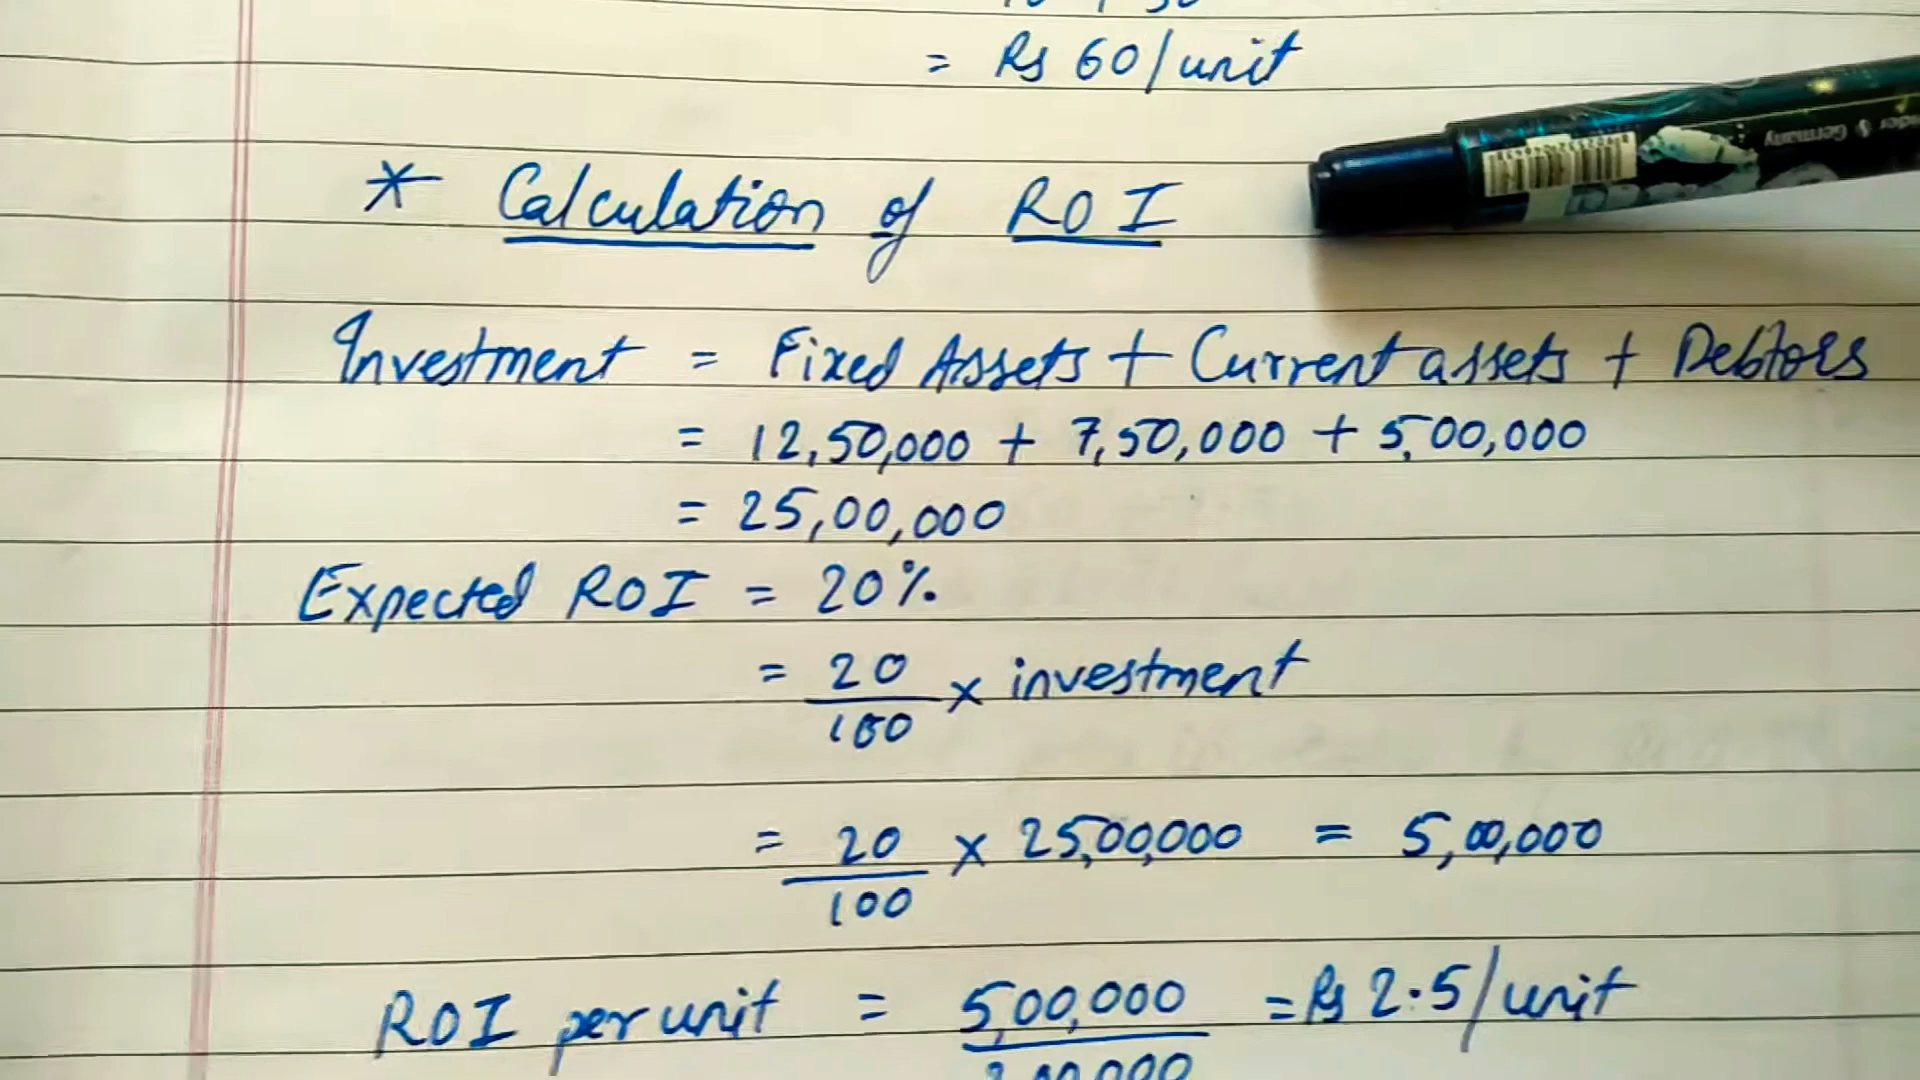 = Rs 60/unit
* Calculation of ROI
Germany
Investment = Fixed Assets + Current assets + Debtors
= 12,50,000 + 7,50,000 + 5,00,000
= 25,00,000
Expected ROI = 20%.
= 20/100 × investment
= 20/100 × 25,00,000 = 5,00,000
ROI per unit = 5,00,000 = Rs 2.5/unit